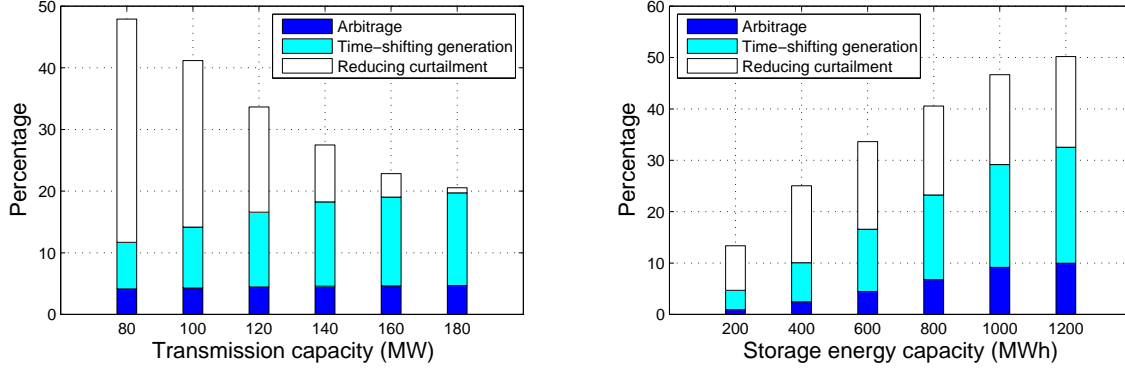 50
40
30
20
10
0
Percentage
Arbitrage
Time−shifting generation
Reducing curtailment
80 100 120 140 160 180
Transmission capacity (MW)
60
50
40
30
20
10
0
Percentage
Arbitrage
Time−shifting generation
Reducing curtailment
200 400 600 800 1000 1200
Storage energy capacity (MWh)